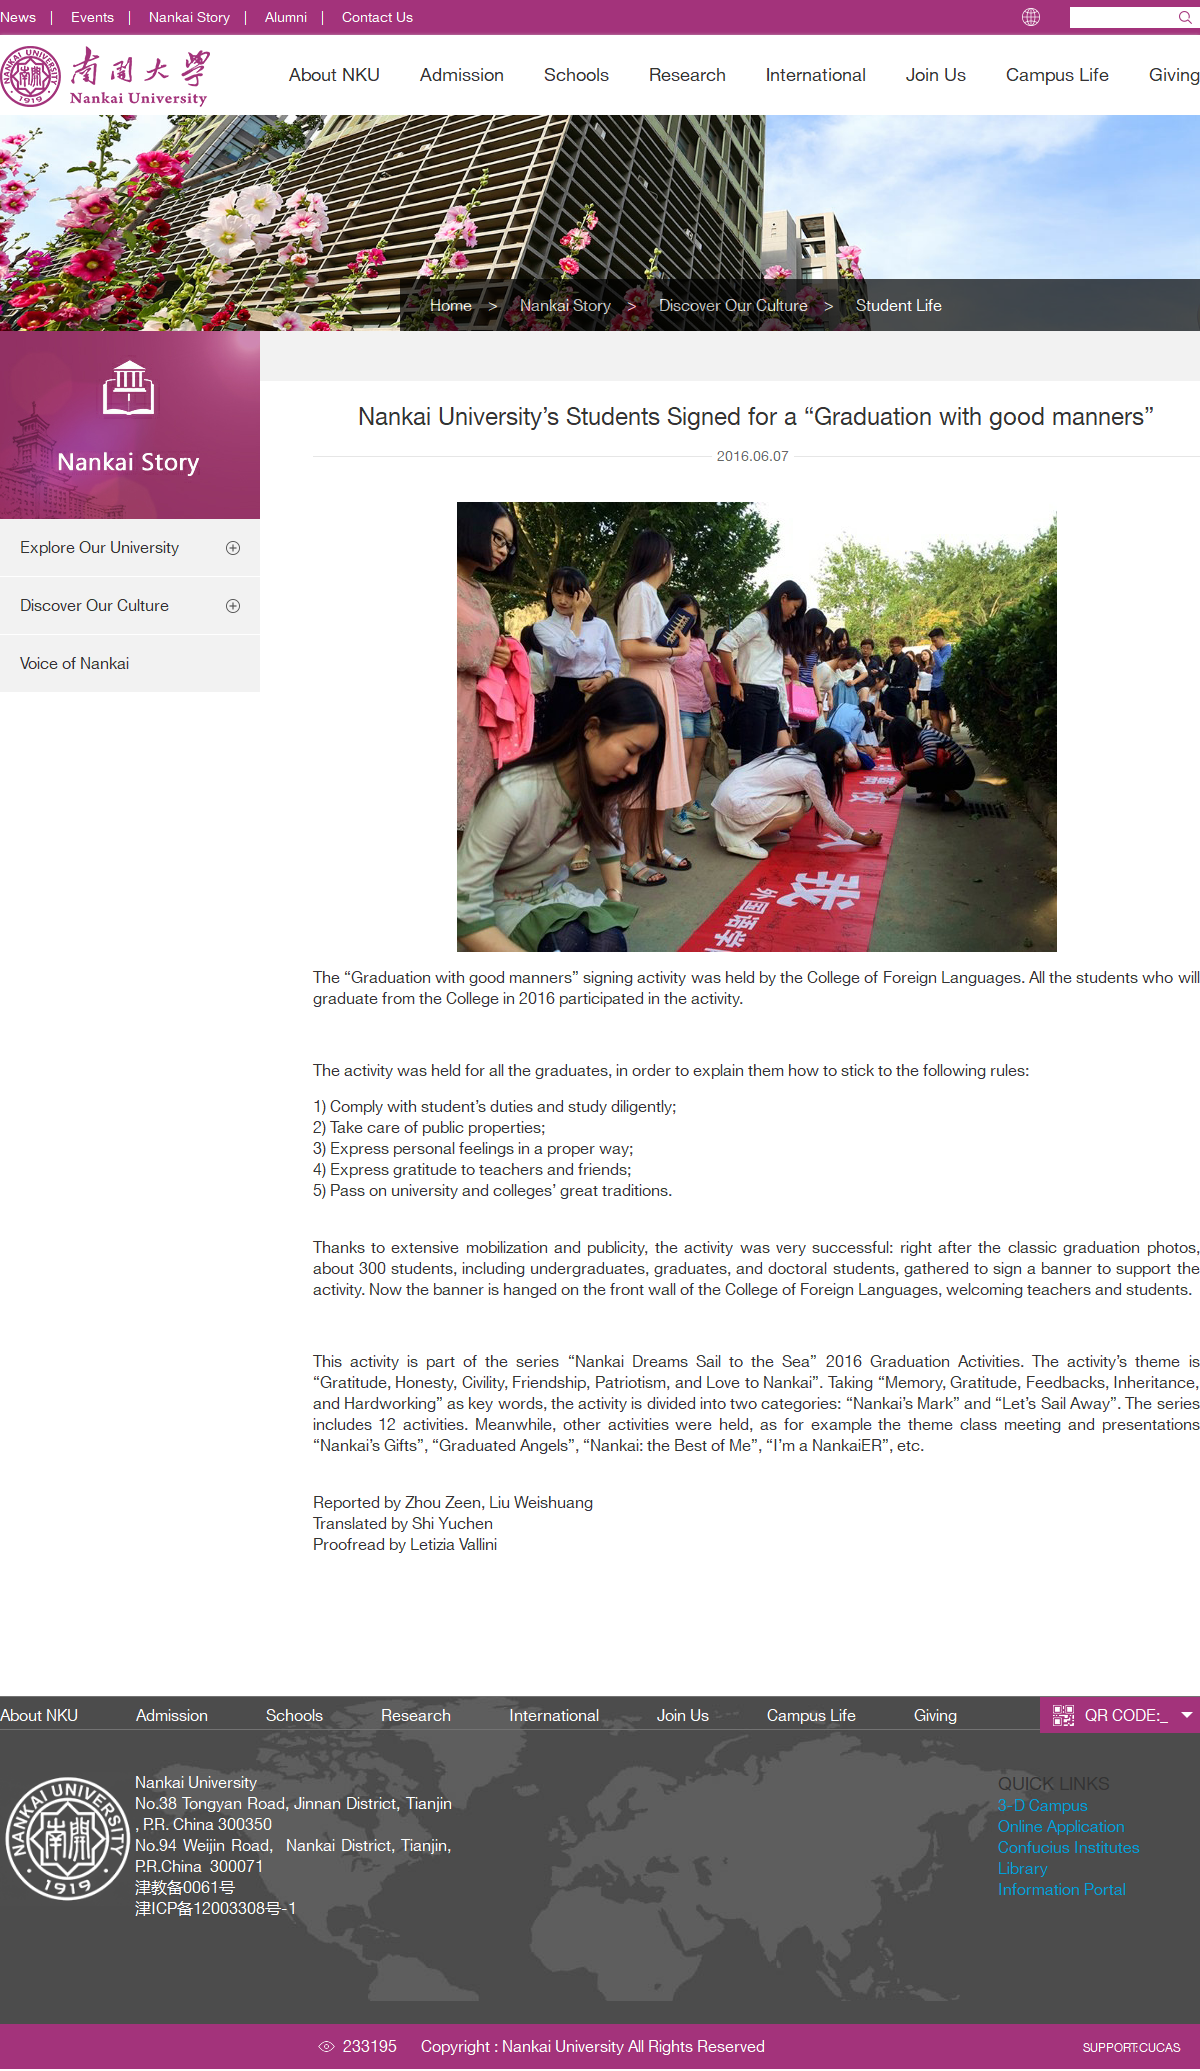 News | Events | Nankai Story | Alumni | Contact Us
NANKAI UNIVERSITY
1919
南開大學
Nankai University
About NKU Admission Schools Research International Join Us Campus Life Giving
Home > Nankai Story > Discover Our Culture > Student Life
Nankai Story
Explore Our University
Discover Our Culture
Voice of Nankai
Nankai University’s Students Signed for a “Graduation with good manners”
2016.06.07
我
外国语学
The “Graduation with good manners” signing activity was held by the College of Foreign Languages. All the students who will
graduate from the College in 2016 participated in the activity.
The activity was held for all the graduates, in order to explain them how to stick to the following rules:
1) Comply with student’s duties and study diligently;
2) Take care of public properties;
3) Express personal feelings in a proper way;
4) Express gratitude to teachers and friends;
5) Pass on university and colleges’ great traditions.
Thanks to extensive mobilization and publicity, the activity was very successful: right after the classic graduation photos,
about 300 students, including undergraduates, graduates, and doctoral students, gathered to sign a banner to support the
activity. Now the banner is hanged on the front wall of the College of Foreign Languages, welcoming teachers and students.
This activity is part of the series “Nankai Dreams Sail to the Sea” 2016 Graduation Activities. The activity’s theme is
“Gratitude, Honesty, Civility, Friendship, Patriotism, and Love to Nankai”. Taking “Memory, Gratitude, Feedbacks, Inheritance,
and Hardworking” as key words, the activity is divided into two categories: “Nankai’s Mark” and “Let’s Sail Away”. The series
includes 12 activities. Meanwhile, other activities were held, as for example the theme class meeting and presentations
“Nankai’s Gifts”, “Graduated Angels”, “Nankai: the Best of Me”, “I’m a NankaiER”, etc.
Reported by Zhou Zeen, Liu Weishuang
Translated by Shi Yuchen
Proofread by Letizia Vallini
About NKU Admission Schools Research International Join Us Campus Life Giving QR CODE:_
NANKAI UNIVERSITY
南開
1919
Nankai University
No.38 Tongyan Road, Jinnan District, Tianjin
, P.R. China 300350
No.94 Weijin Road, Nankai District, Tianjin,
P.R.China 300071
津教备0061号
津ICP备12003308号-1
QUICK LINKS
3-D Campus
Online Application
Confucius Institutes
Library
Information Portal
233195 Copyright : Nankai University All Rights Reserved
SUPPORT:CUCAS